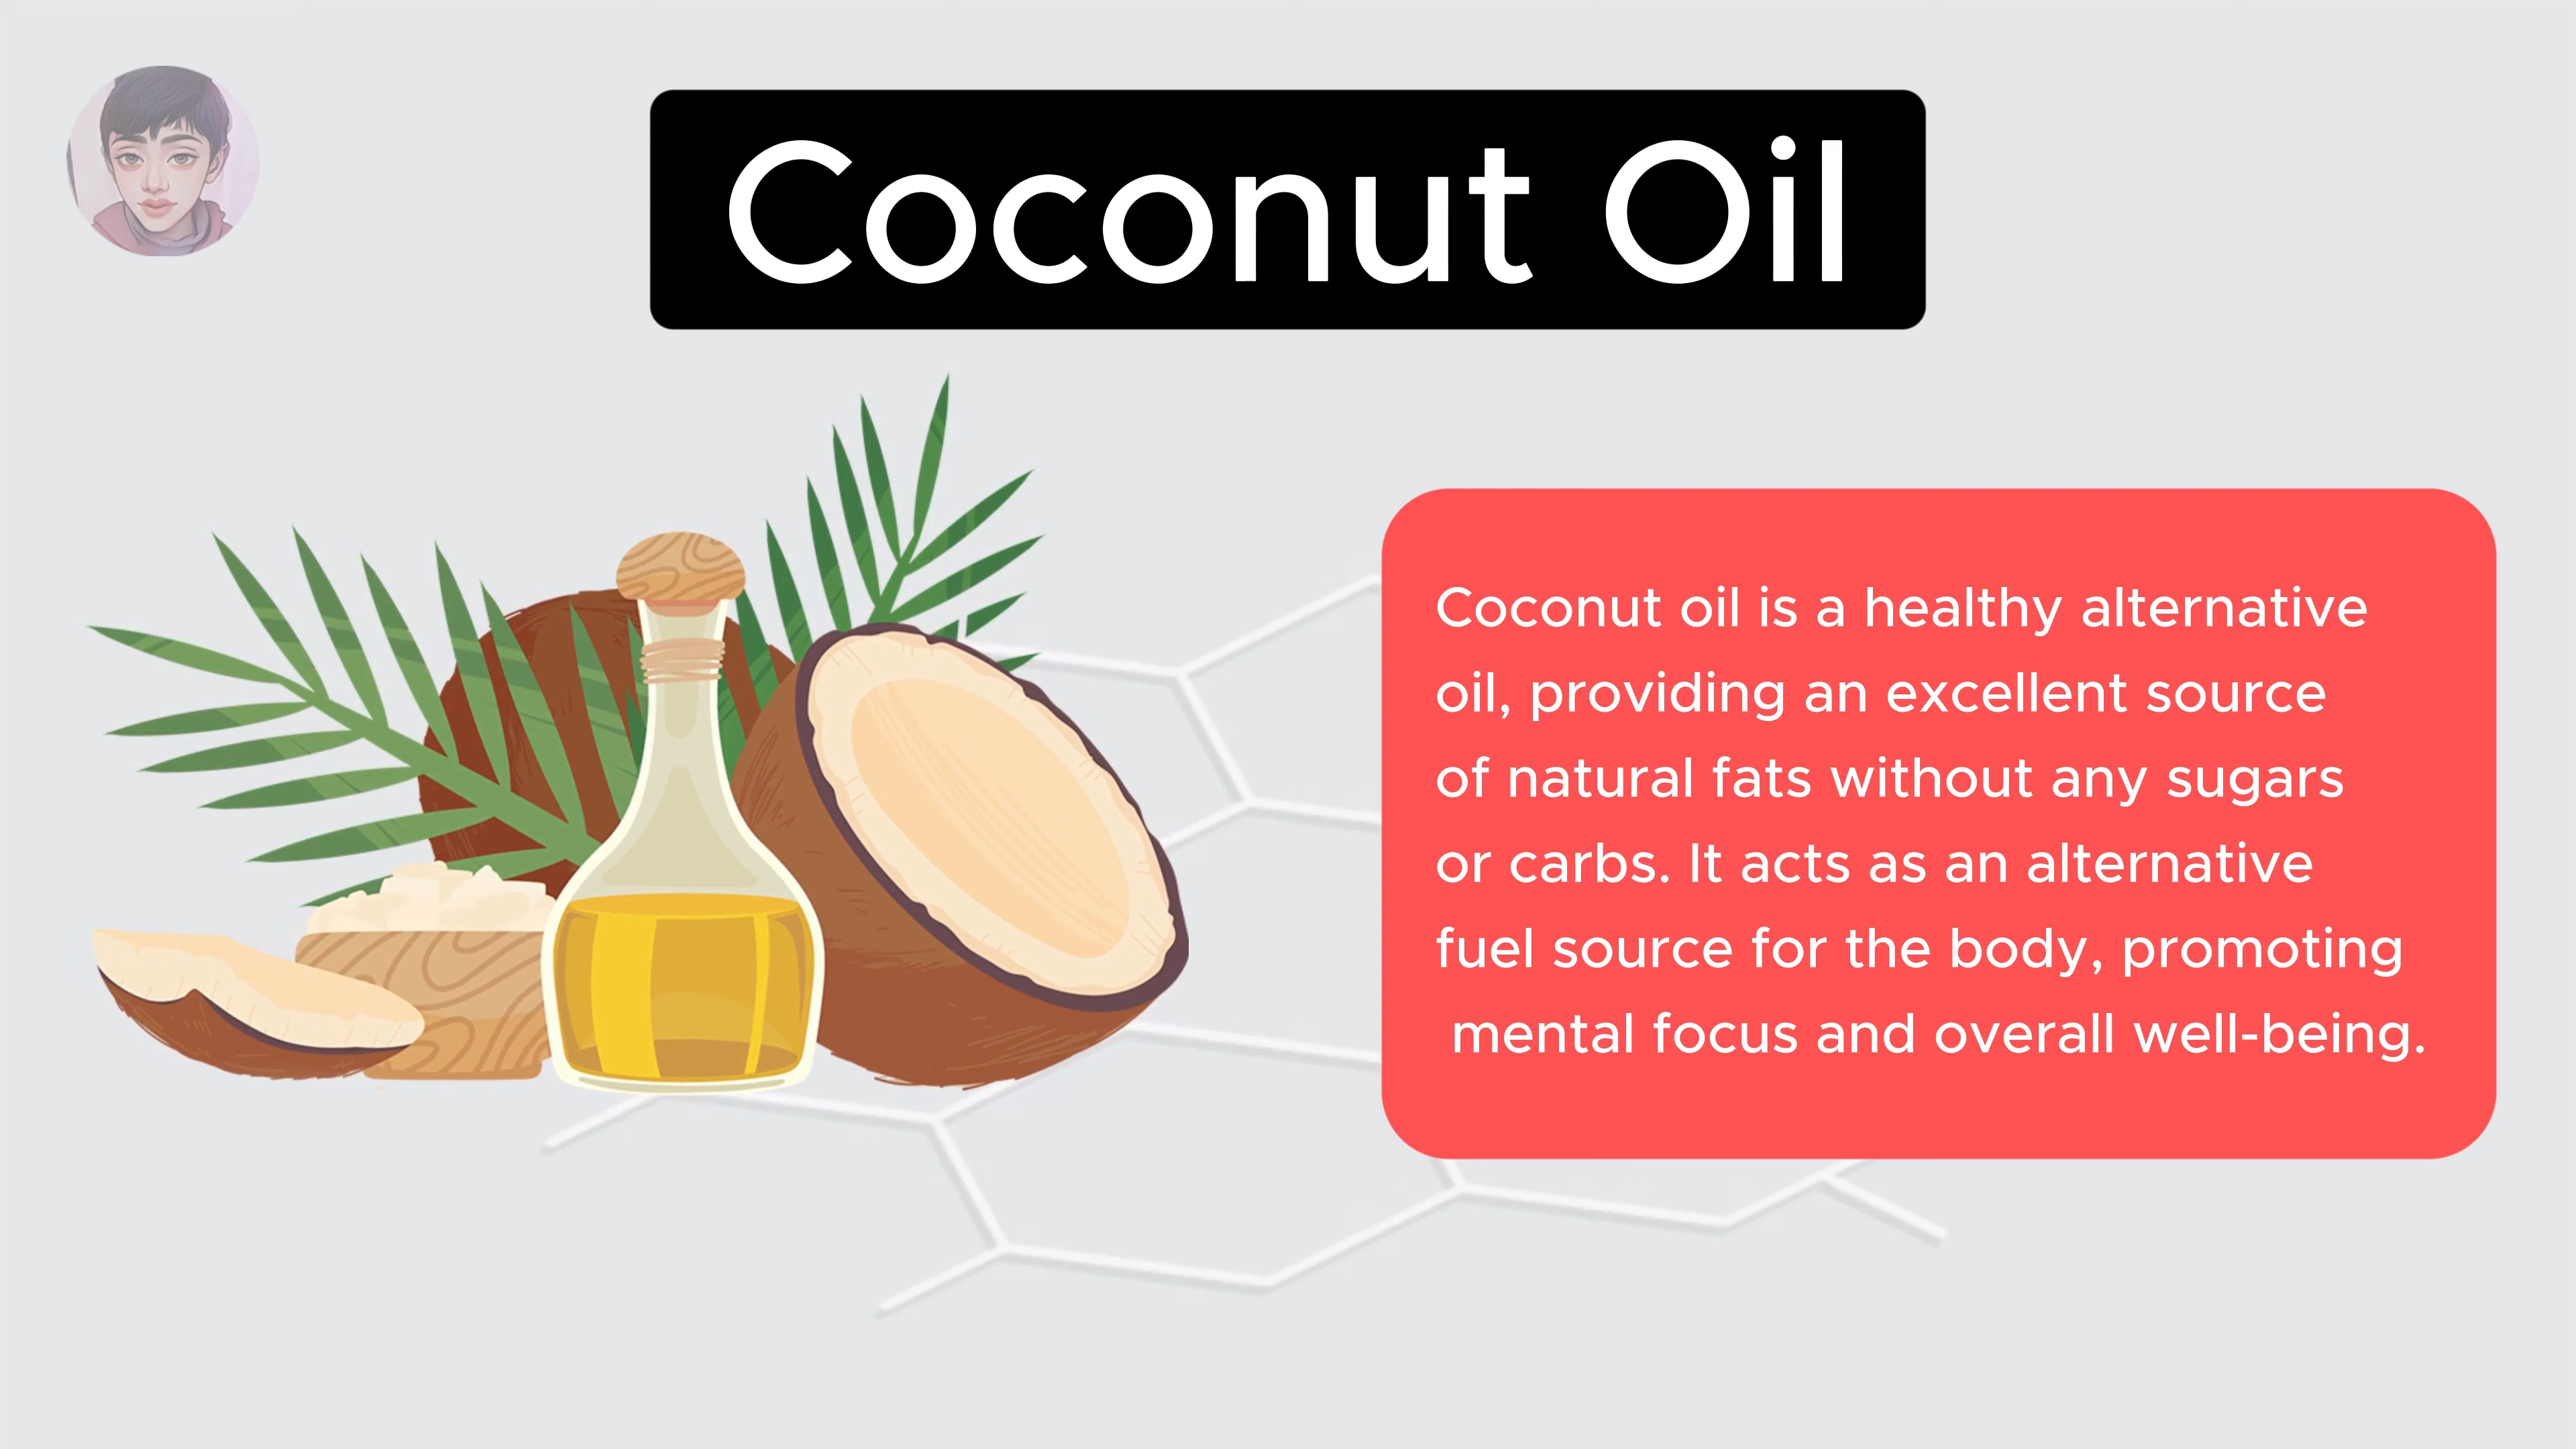 Coconut Oil
Coconut oil is a healthy alternative
oil, providing an excellent source
of natural fats without any sugars
or carbs. It acts as an alternative
fuel source for the body, promoting
mental focus and overall well-being.